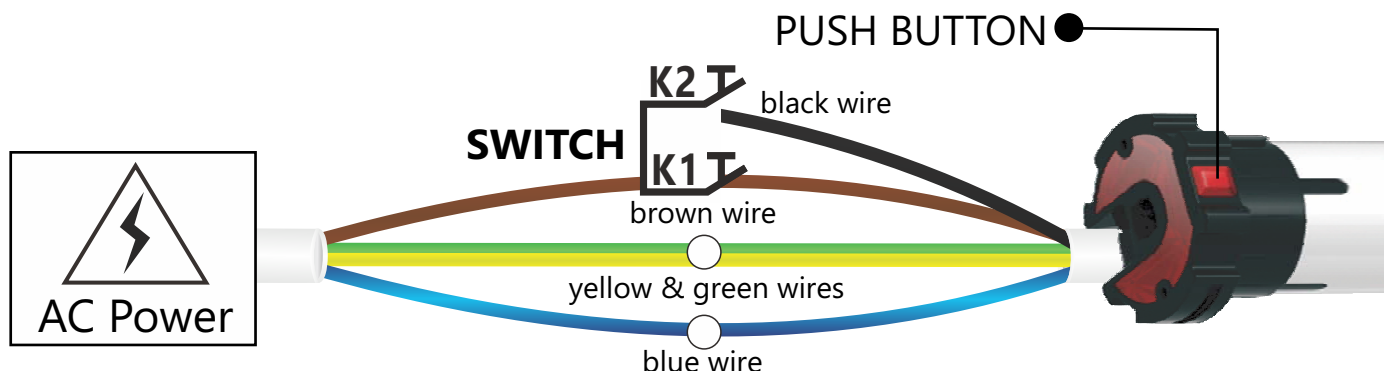 PUSH BUTTON
K2
black wire
SWITCH
K1
brown wire
AC Power
yellow & green wires
blue wire